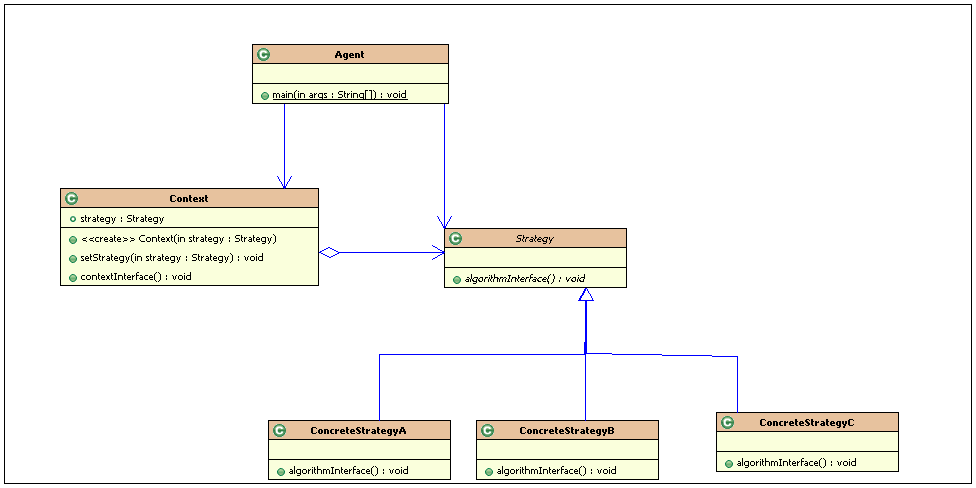 Agent
main(in args : String[]) : void
Context
strategy : Strategy
<<create>> Context(in strategy : Strategy)
setStrategy(in strategy : Strategy) : void
contextInterface() : void
Strategy
algorithmInterface() : void
ConcreteStrategyA
algorithmInterface() : void
ConcreteStrategyB
algorithmInterface() : void
ConcreteStrategyC
algorithmInterface() : void